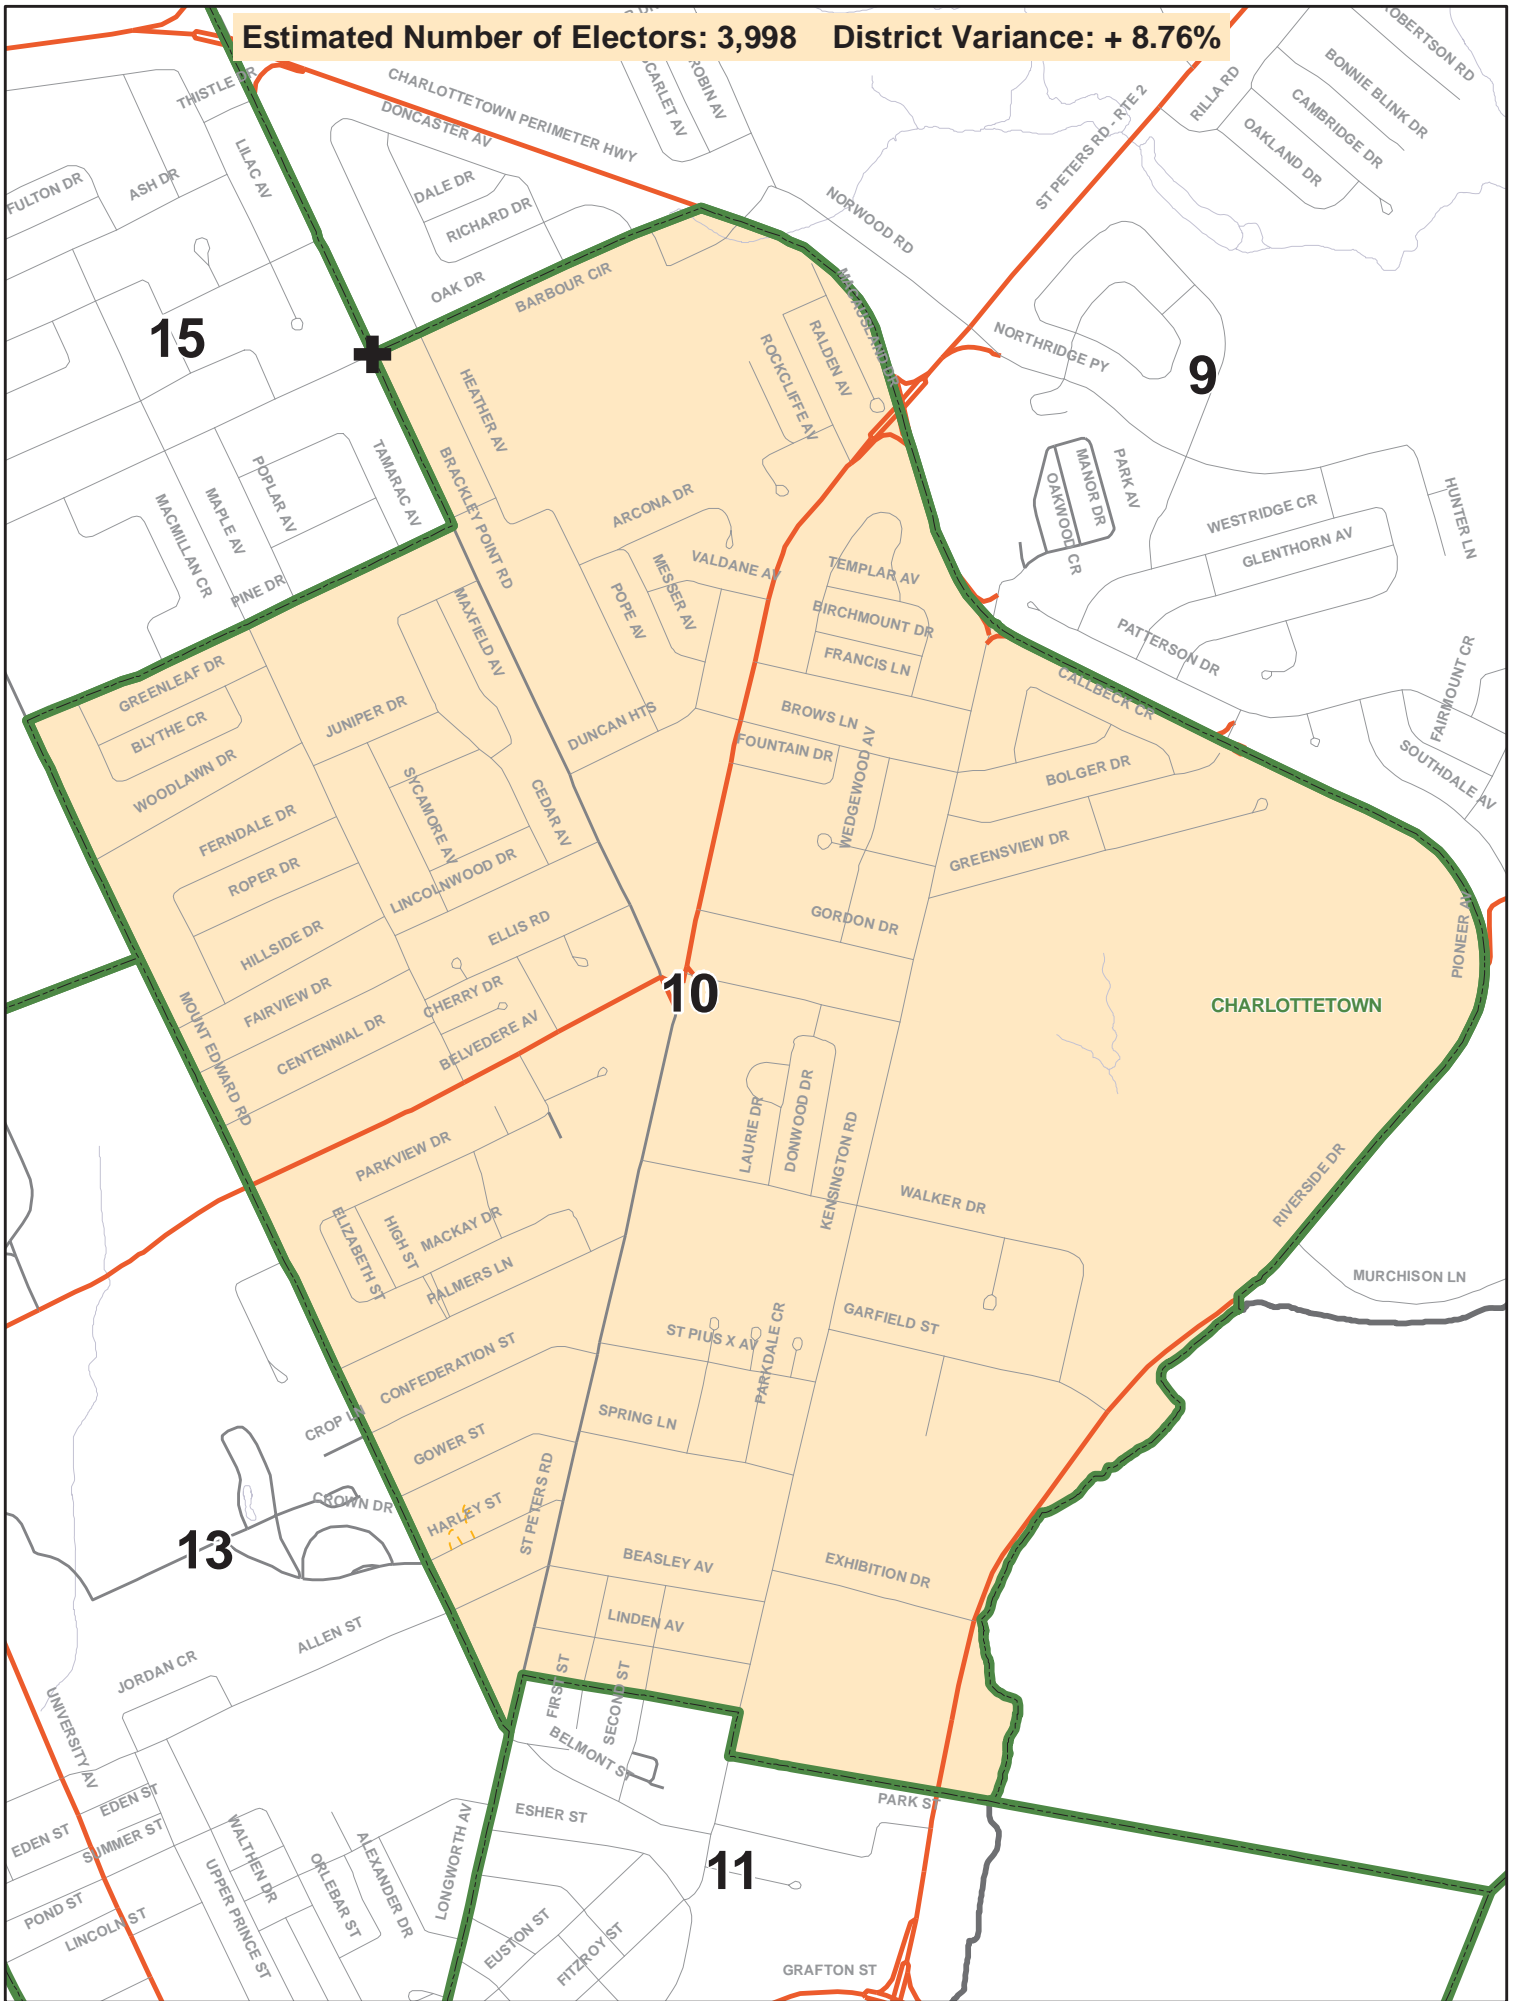 Estimated Number of Electors: 3,998 District Variance: + 8.76%
THISTLE DR
CHARLOTTETOWN PERIMETER HWY
DONCASTER AV
SCARLET AV
ROBIN AV
ROBERTSON RD
BONNIE BLINK DR
RILLA RD
CAMBRIDGE DR
OAKLAND DR
ST PETERS RD - RTE 2
FULTON DR
ASH DR
LILAC AV
DALE DR
RICHARD DR
NORWOOD RD
OAK DR
BARBOUR CIR
MACAUSLAND DR
15
9
RALDEN AV
ROCKCLIFFE AV
NORTHRIDGE PY
HEATHER AV
TAMARAC AV
BRACKLEY POINT RD
POPLAR AV
MAPLE AV
MACMILLAN CR
PINE DR
ARCONA DR
VALDANE AV
MESSER AV
POPE AV
TEMPLAR AV
BIRCHMOUNT DR
FRANCIS LN
OAKWOOD CR
MANOR DR
PARK AV
WESTRIDGE CR
GLENTHORN AV
HUNTER LN
PATTERSON DR
CALLBECK CR
FAIRMOUNT CR
SOUTHDALE AV
MAXFIELD AV
GREENLEAF DR
BLYTHE CR
WOODLAWN DR
JUNIPER DR
DUNCAN HTS
BROWS LN
FOUNTAIN DR
WEDGEWOOD AV
BOLGER DR
GREENSVIEW DR
SYCAMORE AV
CEDAR AV
FERNDALE DR
ROPER DR
LINCOLNWOOD DR
HILLSIDE DR
ELLIS RD
GORDON DR
PIONEER AV
FAIRVIEW DR
CHERRY DR
10
CHARLOTTETOWN
CENTENNIAL DR
BELVEDERE AV
MOUNT EDWARD RD
LAURIE DR
DONWOOD DR
KENSINGTON RD
PARKVIEW DR
WALKER DR
RIVERSIDE DR
MURCHISON LN
ELIZABETH ST
HIGH ST
MACKAY DR
PALMERS LN
CONFEDERATION ST
ST PIUS X AV
PARKDALE CR
GARFIELD ST
CROP LN
GOWER ST
SPRING LN
CROWN DR
HARLEY ST
ST PETERS RD
13
BEASLEY AV
EXHIBITION DR
LINDEN AV
ALLEN ST
JORDAN CR
FIRST ST
SECOND ST
BELMONT ST
UNIVERSITY AV
PARK ST
ESHER ST
EDEN ST
EDEN ST
SUMMER ST
WALTHEN DR
ALEXANDER DR
LONGWORTH AV
11
ORLEBAR ST
UPPER PRINCE ST
POND ST
LINCOLN ST
EUSTON ST
FITZROY ST
GRAFTON ST